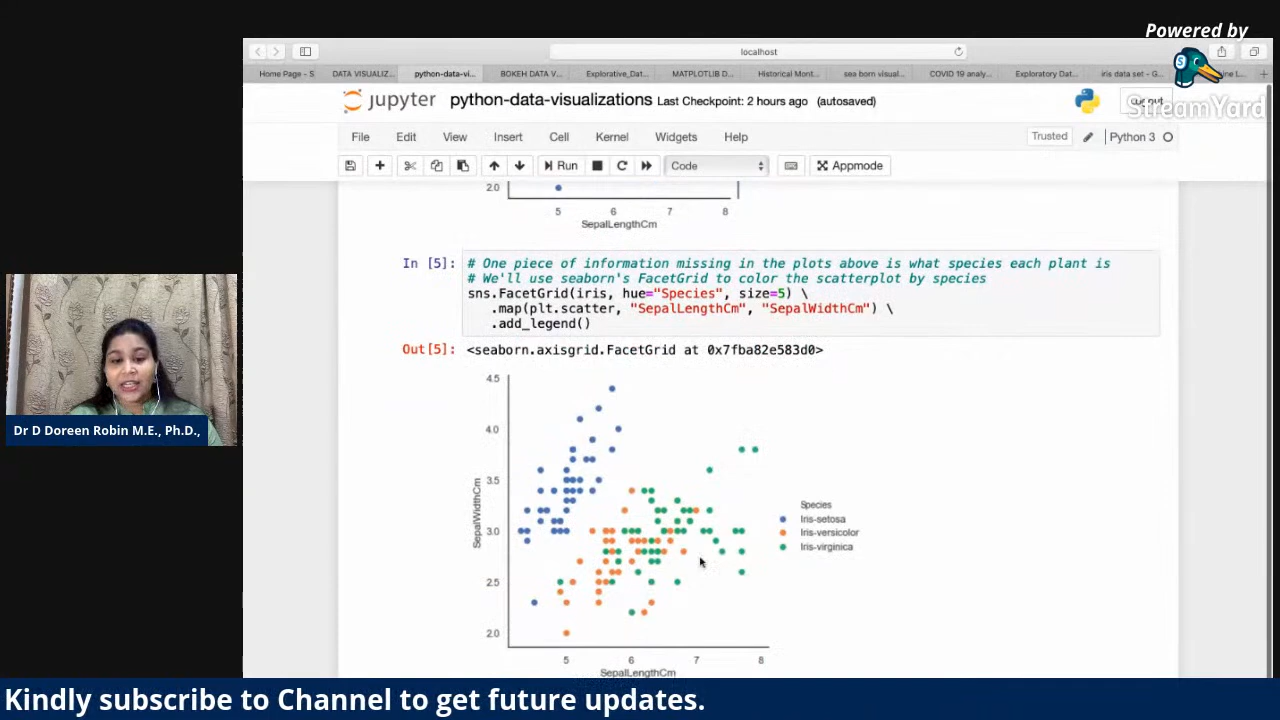 Powered by
StreamYard
localhost
Home Page - S
DATA VISUALIZ...
python-data-vi...
BOKEH DATA V...
Explorative_Dat...
MATPLOTLIB D...
Historical Mont...
sea born visual...
COVID 19 analy...
Exploratory Dat...
iris data set - G...
jupyter python-data-visualizations Last Checkpoint: 2 hours ago (autosaved)
File Edit View Insert Cell Kernel Widgets Help
Trusted
Python 3
Run
Code
Appmode
2.0
5 6 7 8
SepalLengthCm
In [5]:
# One piece of information missing in the plots above is what species each plant is
# We'll use seaborn's FacetGrid to color the scatterplot by species
sns.FacetGrid(iris, hue="Species", size=5) \
.map(plt.scatter, "SepalLengthCm", "SepalWidthCm") \
.add_legend()
Out[5]: <seaborn.axisgrid.FacetGrid at 0x7fba82e583d0>
4.5
4.0
3.5
3.0
2.5
2.0
SepalWidthCm
Species
Iris-setosa
Iris-versicolor
Iris-virginica
5 6 7 8
SepalLengthCm
Dr D Doreen Robin M.E., Ph.D.,
Kindly subscribe to Channel to get future updates.